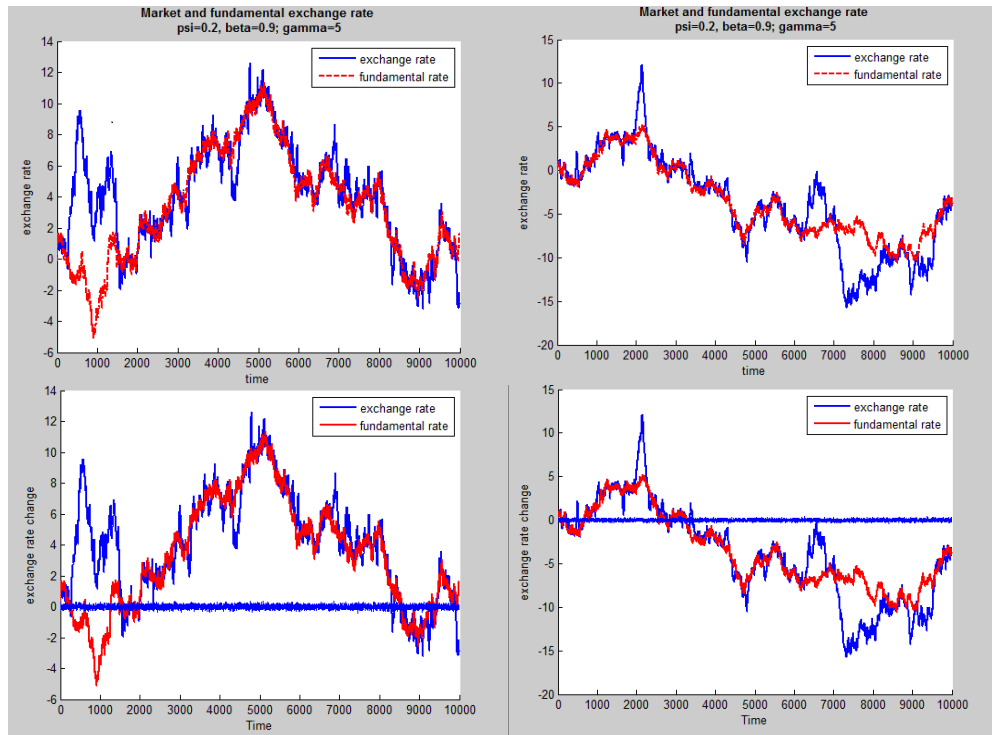 Market and fundamental exchange rate
psi=0.2, beta=0.9; gamma=5
14
12
10
8
6
4
2
0
-2
-4
-6
exchange rate
exchange rate
fundamental rate
0 1000 2000 3000 4000 5000 6000 7000 8000 9000 10000
time
Market and fundamental exchange rate
psi=0.2, beta=0.9; gamma=5
15
10
5
0
-5
-10
-15
-20
exchange rate
exchange rate
fundamental rate
0 1000 2000 3000 4000 5000 6000 7000 8000 9000 10000
time
14
12
10
8
6
4
2
0
-2
-4
-6
exchange rate change
exchange rate
fundamental rate
0 1000 2000 3000 4000 5000 6000 7000 8000 9000 10000
Time
15
10
5
0
-5
-10
-15
-20
exchange rate change
exchange rate
fundamental rate
0 1000 2000 3000 4000 5000 6000 7000 8000 9000 10000
Time